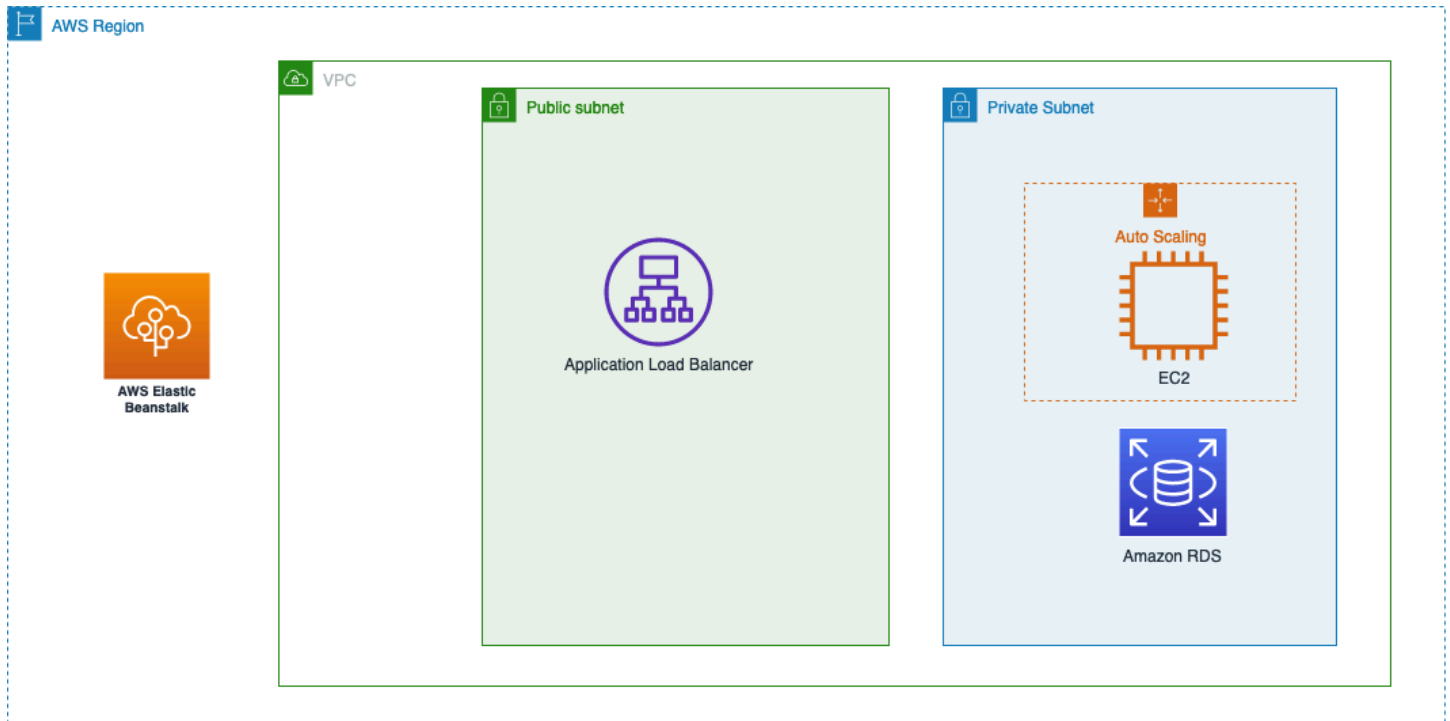 AWS Region
VPC
Public subnet
Private Subnet
Auto Scaling
EC2
Application Load Balancer
AWS Elastic
Beanstalk
Amazon RDS